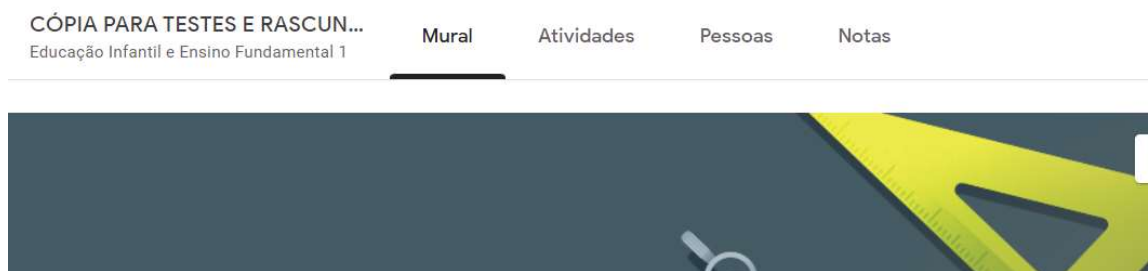 CÓPIA PARA TESTES E RASCUN...
Educação Infantil e Ensino Fundamental 1
Mural Atividades Pessoas Notas